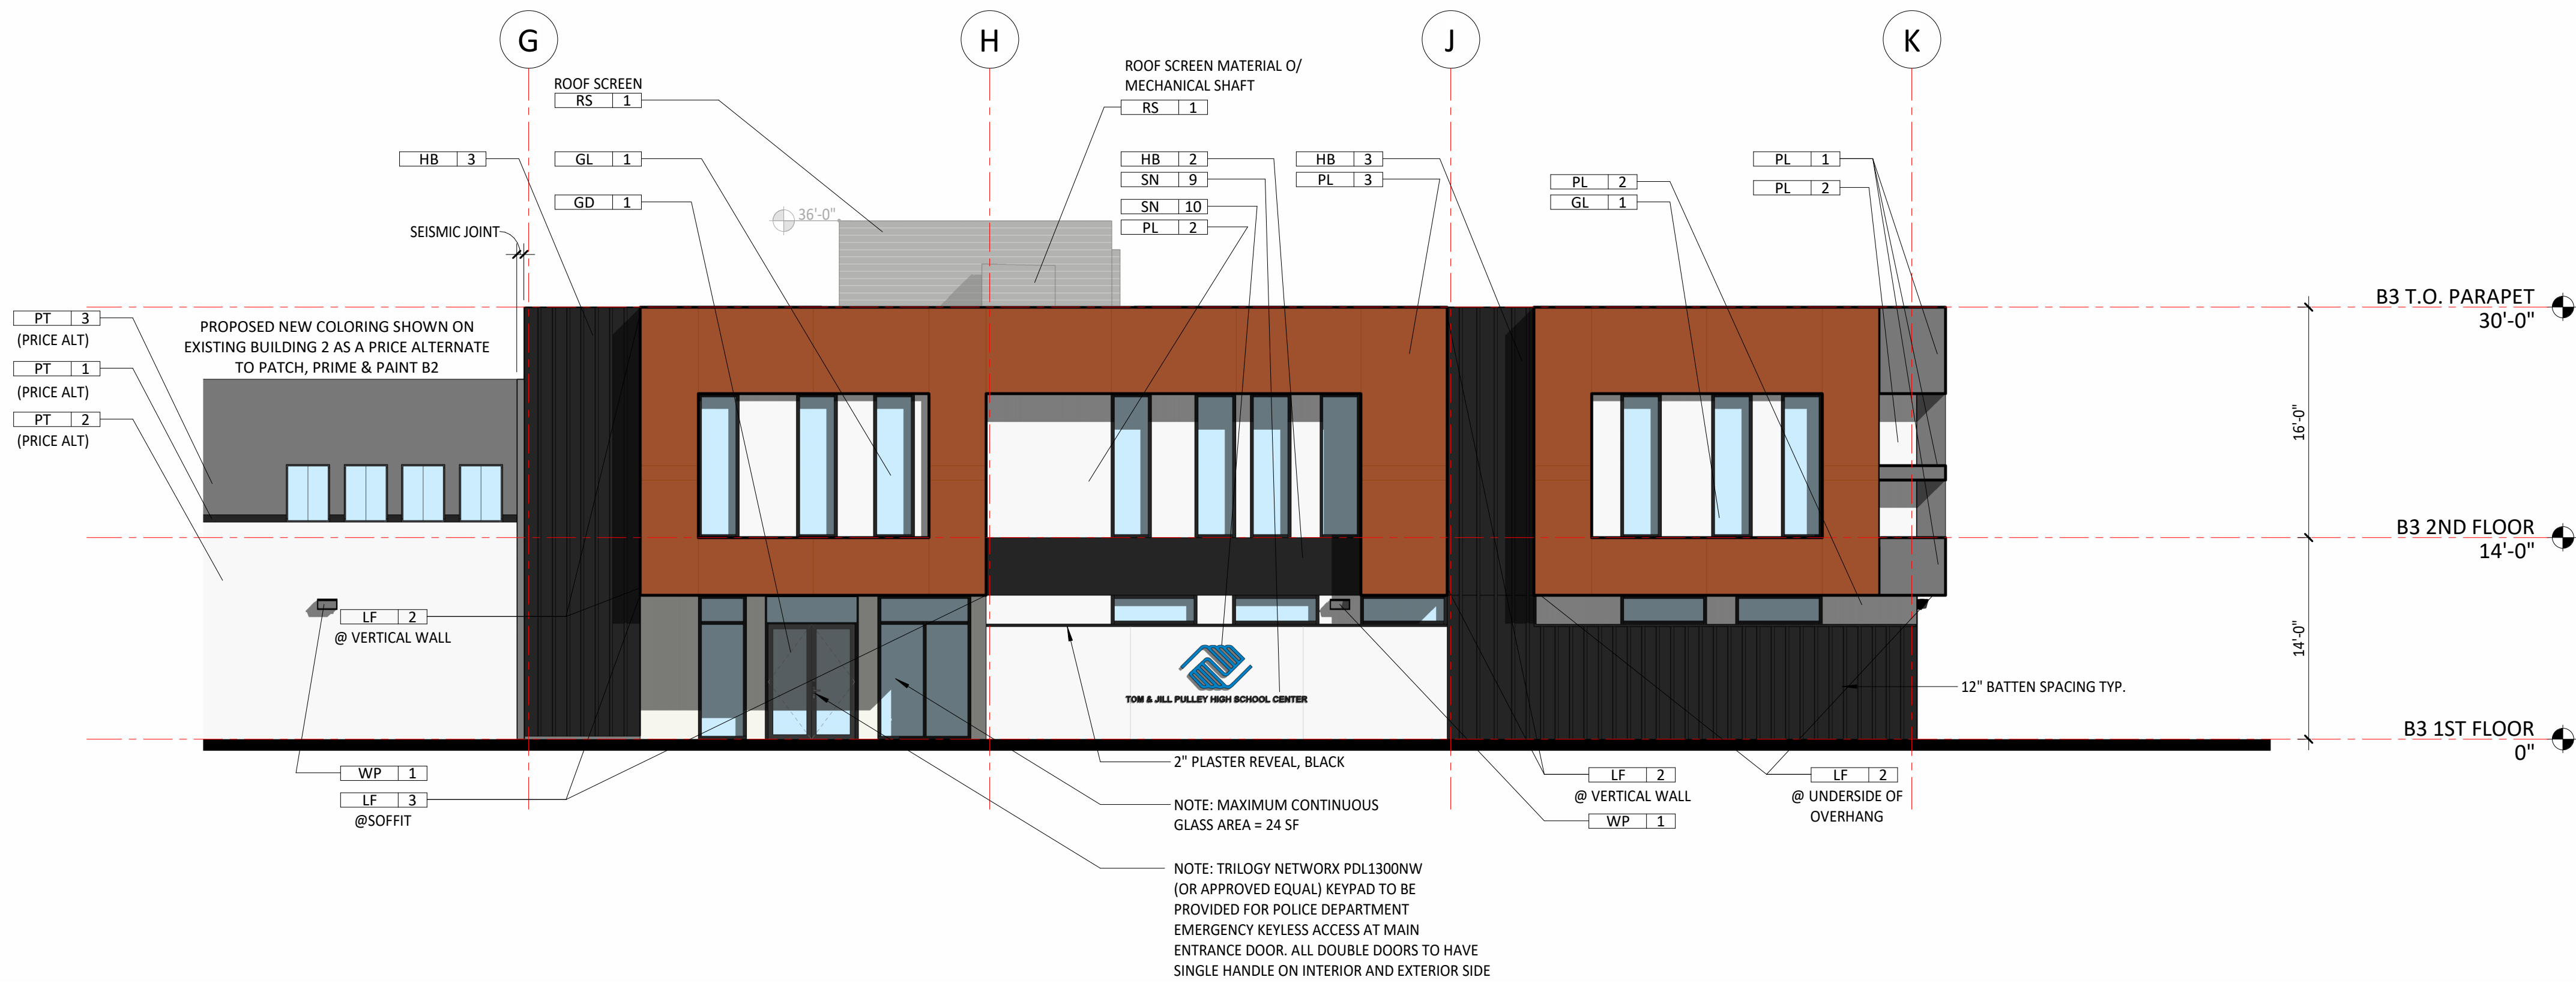 G
H
J
K
ROOF SCREEN
RS 1
ROOF SCREEN MATERIAL O/
MECHANICAL SHAFT
RS 1
HB 3
GL 1
GD 1
HB 2
SN 9
SN 10
PL 2
HB 3
PL 3
PL 2
GL 1
PL 1
PL 2
36'-0"
SEISMIC JOINT
PT 3
(PRICE ALT)
PT 1
(PRICE ALT)
PT 2
(PRICE ALT)
PROPOSED NEW COLORING SHOWN ON
EXISTING BUILDING 2 AS A PRICE ALTERNATE
TO PATCH, PRIME & PAINT B2
B3 T.O. PARAPET
30'-0"
16'-0"
B3 2ND FLOOR
14'-0"
14'-0"
B3 1ST FLOOR
0"
LF 2
@ VERTICAL WALL
TOM & JILL PULLEY HIGH SCHOOL CENTER
12" BATTEN SPACING TYP.
WP 1
LF 3
@SOFFIT
2" PLASTER REVEAL, BLACK
NOTE: MAXIMUM CONTINUOUS
GLASS AREA = 24 SF
LF 2
@ VERTICAL WALL
WP 1
LF 2
@ UNDERSIDE OF
OVERHANG
NOTE: TRILOGY NETWORX PDL1300NW
(OR APPROVED EQUAL) KEYPAD TO BE
PROVIDED FOR POLICE DEPARTMENT
EMERGENCY KEYLESS ACCESS AT MAIN
ENTRANCE DOOR. ALL DOUBLE DOORS TO HAVE
SINGLE HANDLE ON INTERIOR AND EXTERIOR SIDE